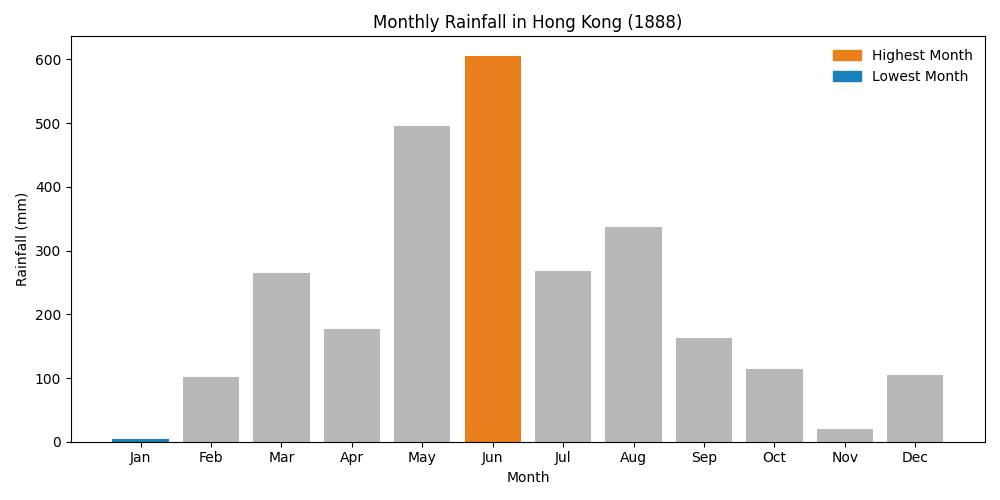 Monthly Rainfall in Hong Kong (1888)
Highest Month
Lowest Month
Rainfall (mm)
600
500
400
300
200
100
0
Jan Feb Mar Apr May Jun Jul Aug Sep Oct Nov Dec
Month